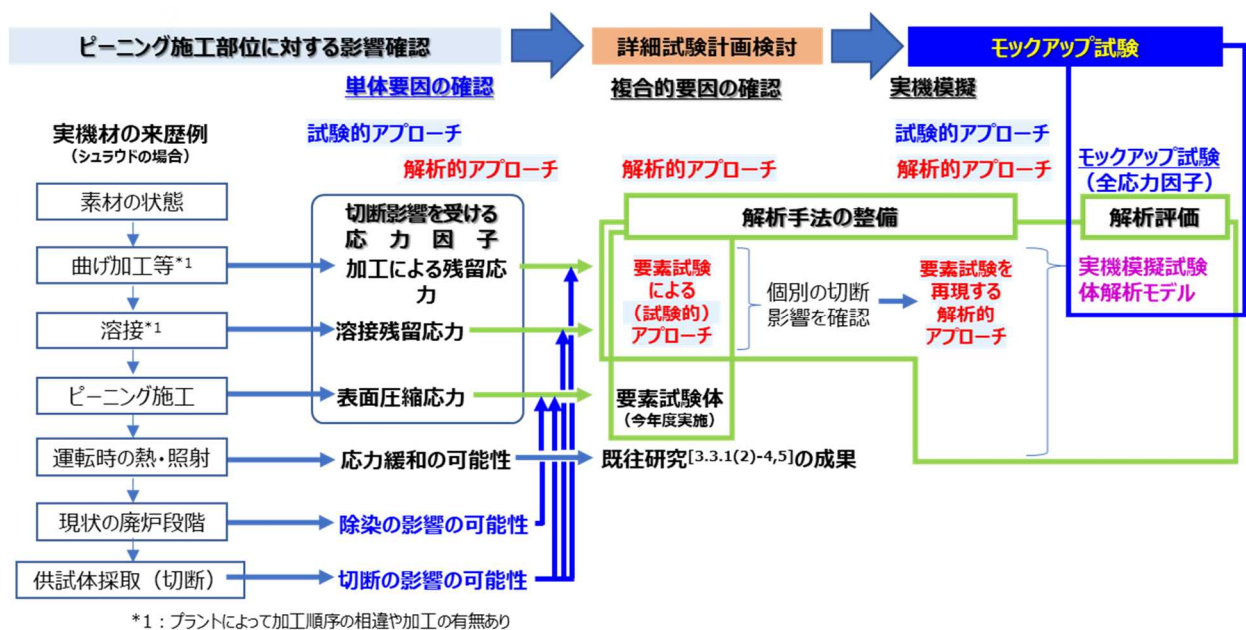 ピーニング施工部位に対する影響確認
詳細試験計画検討
モックアップ試験
単体要因の確認
複合的要因の確認
実機模擬
実機材の来歴例
(シュラウドの場合)
試験的アプローチ
解析的アプローチ
解析的アプローチ
試験的アプローチ
解析的アプローチ
モックアップ試験
(全応力因子)
素材の状態
曲げ加工等*1
溶接*1
ピーニング施工
運転時の熱・照射
現状の廃炉段階
供試体採取（切断）
切断影響を受ける
応力因子
加工による残留応
力
溶接残留応力
表面圧縮応力
応力緩和の可能性
除染の影響の可能性
切断の影響の可能性
解析手法の整備
解析評価
要素試験
による
（試験的）
アプローチ
個別の切断
影響を確認
要素試験を
再現する
解析的
アプローチ
実機模擬試験
体解析モデル
要素試験体
(今年度実施)
既往研究[3.3.1(2)-4,5]の成果
*1：プラントによって加工順序の相違や加工の有無あり